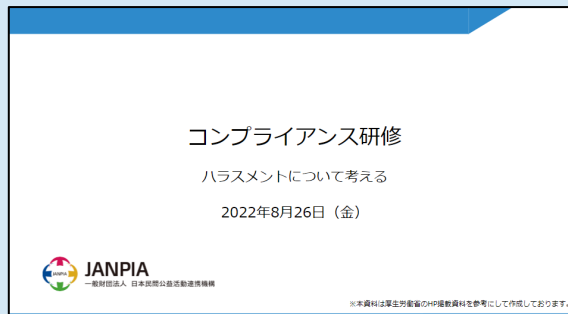 コンプライアンス研修
ハラスメントについて考える
2022年8月26日（金）
JANPIA
JANPIA
一般財団法人 日本民間公益活動連携機構
※本資料は厚生労働省のHP掲載資料を参考にして作成しております。